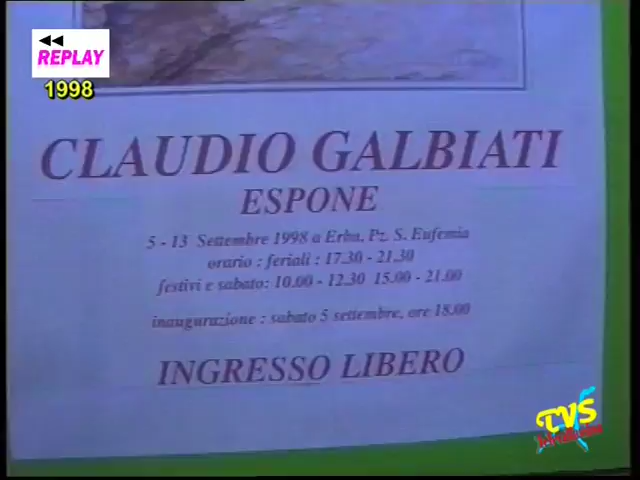 REPLAY
1998
CLAUDIO GALBIATI
ESPONE
5 - 13 Settembre 1998 a Erba, Pz. S. Eufemia
orario : feriali : 17.30 - 21.30
festivi e sabato: 10.00 - 12.30 15.00 - 21.00
inaugurazione : sabato 5 settembre, ore 18.00
INGRESSO LIBERO
TVS